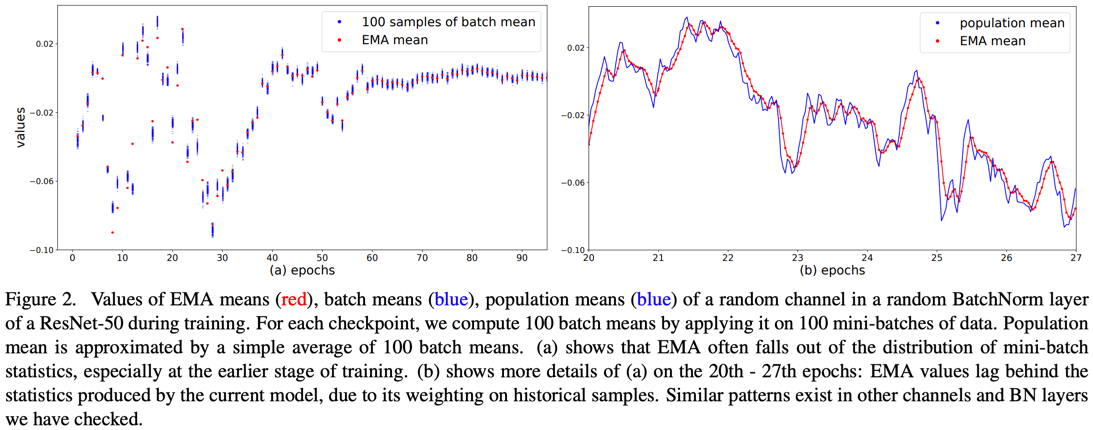 100 samples of batch mean
EMA mean
values
0.02
−0.02
−0.06
−0.10
0 10 20 30 40 50 60 70 80 90
(a) epochs
population mean
EMA mean
0.02
−0.02
−0.06
−0.10
20 21 22 23 24 25 26 27
(b) epochs
Figure 2. Values of EMA means (red), batch means (blue), population means (blue) of a random channel in a random BatchNorm layer
of a ResNet-50 during training. For each checkpoint, we compute 100 batch means by applying it on 100 mini-batches of data. Population
mean is approximated by a simple average of 100 batch means. (a) shows that EMA often falls out of the distribution of mini-batch
statistics, especially at the earlier stage of training. (b) shows more details of (a) on the 20th - 27th epochs: EMA values lag behind the
statistics produced by the current model, due to its weighting on historical samples. Similar patterns exist in other channels and BN layers
we have checked.